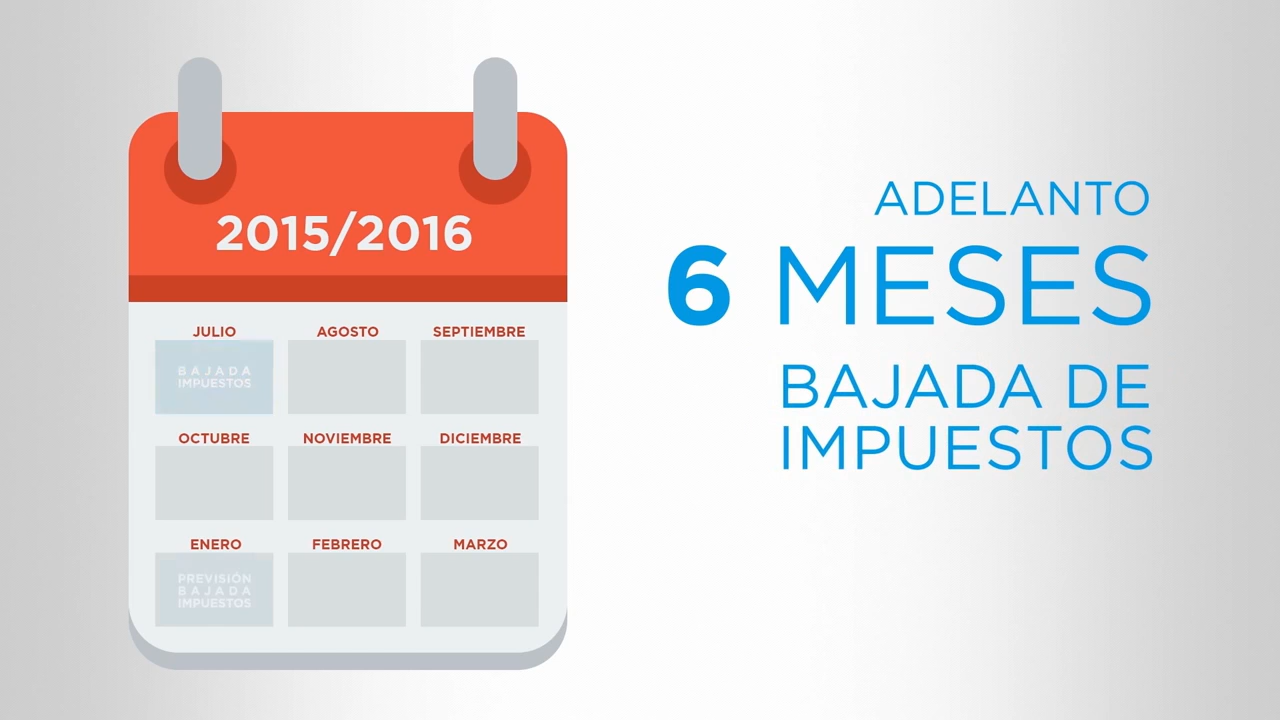 2015/2016
JULIO
AGOSTO
SEPTIEMBRE
BAJADA
IMPUESTOS
OCTUBRE
NOVIEMBRE
DICIEMBRE
ENERO
FEBRERO
MARZO
PREVISIÓN
BAJADA
IMPUESTOS
ADELANTO
6 MESES
BAJADA DE
IMPUESTOS